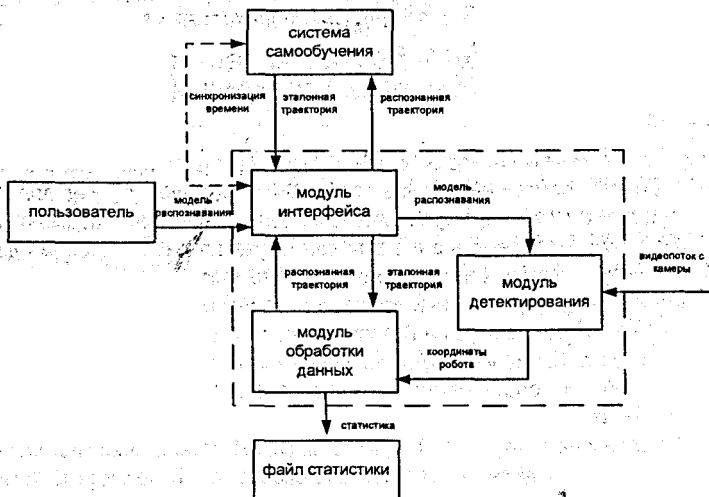 система
самообучения
синхронизация
времени
эталонная
траектория
распознанная
траектория
пользователь
модель
распознавания
модуль
интерфейса
модель
распознавания
видеопоток с
камеры
распознанная
траектория
эталонная
траектория
модуль
детектирования
модуль
обработки
данных
координаты
робота
статистика
файл статистики